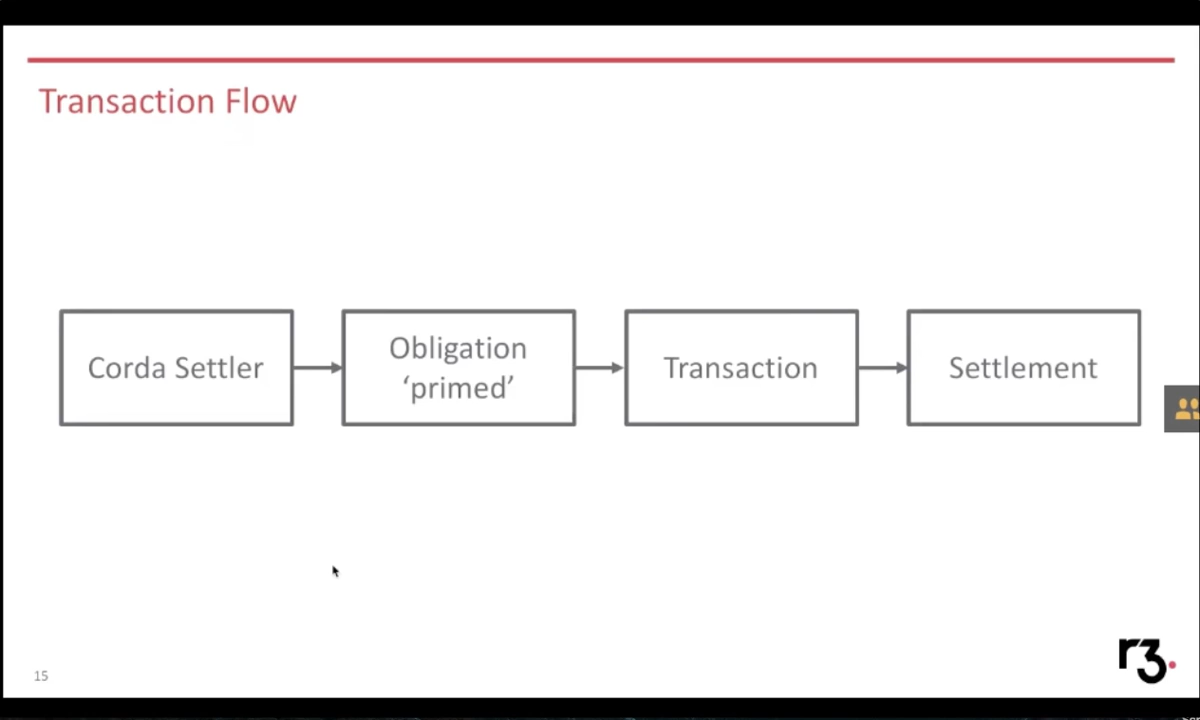 Transaction Flow
Corda Settler
Obligation
‘primed’
Transaction
Settlement
15
r3.